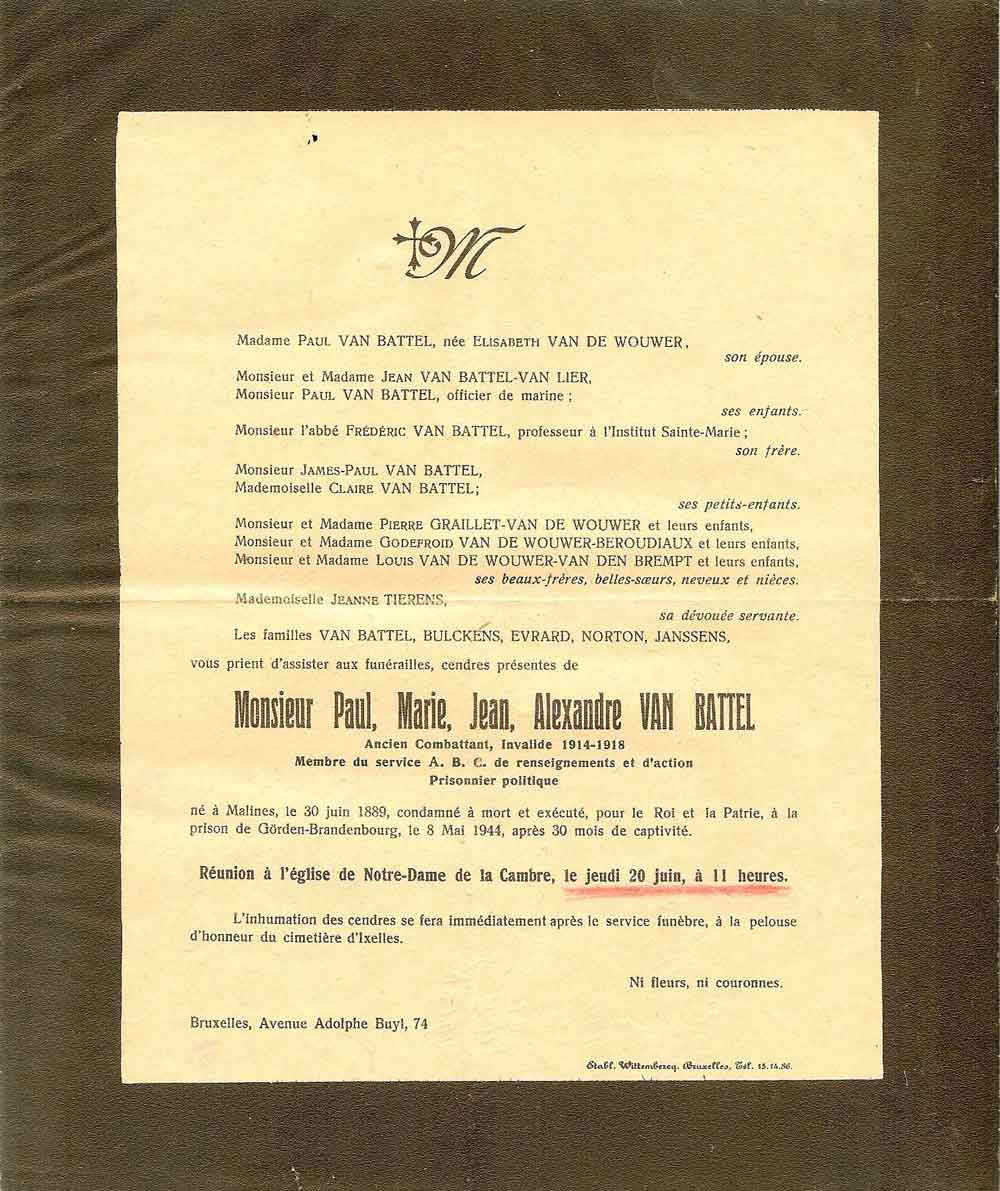 M
Madame PAUL VAN BATTEL, née ELISABETH VAN DE WOUWER,
son épouse.
Monsieur et Madame JEAN VAN BATTEL-VAN LIER,
Monsieur PAUL VAN BATTEL, officier de marine ;
ses enfants.
Monsieur l'abbé FRÉDÉRIC VAN BATTEL, professeur à l'Institut Sainte-Marie ;
son frère.
Monsieur JAMES-PAUL VAN BATTEL,
Mademoiselle CLAIRE VAN BATTEL;
ses petits-enfants.
Monsieur et Madame PIERRE GRAILLET-VAN DE WOUWER et leurs enfants,
Monsieur et Madame GODEFROID VAN DE WOUWER-BEROUDIAUX et leurs enfants,
Monsieur et Madame LOUIS VAN DE WOUWER-VAN DEN BREMPT et leurs enfants,
ses beaux-frères, belles-sœurs, neveux et nièces.
Mademoiselle JEANNE TIERENS,
sa dévouée servante.
Les familles VAN BATTEL, BULCKENS, EVRARD, NORTON, JANSSENS,
vous prient d'assister aux funérailles, cendres présentes de
Monsieur Paul, Marie, Jean, Alexandre VAN BATTEL
Ancien Combattant, Invalide 1914-1918
Membre du service A. B. C. de renseignements et d'action
Prisonnier politique
né à Malines, le 30 juin 1889, condamné à mort et exécuté, pour le Roi et la Patrie, à la
prison de Görden-Brandenbourg, le 8 Mai 1944, après 30 mois de captivité.
Réunion à l'église de Notre-Dame de la Cambre, le jeudi 20 juin, à 11 heures.
L'inhumation des cendres se fera immédiatement après le service funèbre, à la pelouse
d'honneur du cimetière d'Ixelles.
Ni fleurs, ni couronnes.
Bruxelles, Avenue Adolphe Buyl, 74
Etabl. Wittembercq. Bruxelles, Tél. 15.14.86.